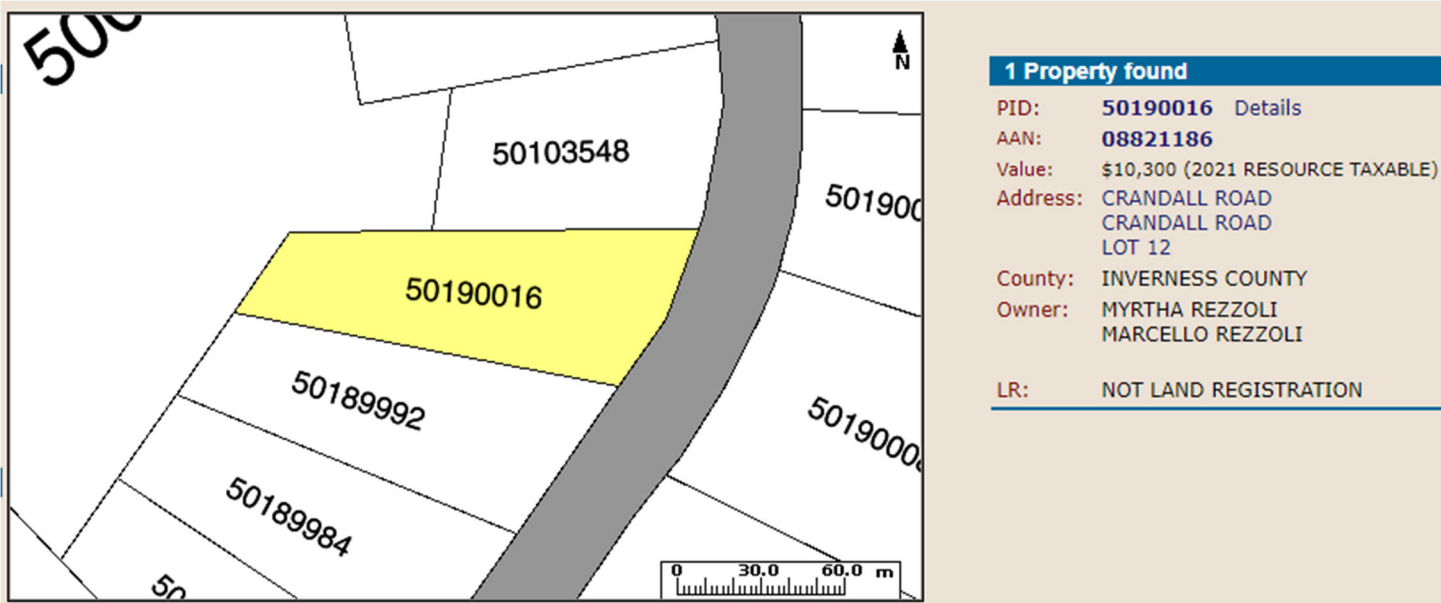 N
50103548
50190016
50189992
50189984
0 30.0 60.0 m
1 Property found
PID: 50190016 Details
AAN: 08821186
Value: $10,300 (2021 RESOURCE TAXABLE)
Address: CRANDALL ROAD
CRANDALL ROAD
LOT 12
County: INVERNESS COUNTY
Owner: MYRTHA REZZOLI
MARCELLO REZZOLI
LR: NOT LAND REGISTRATION